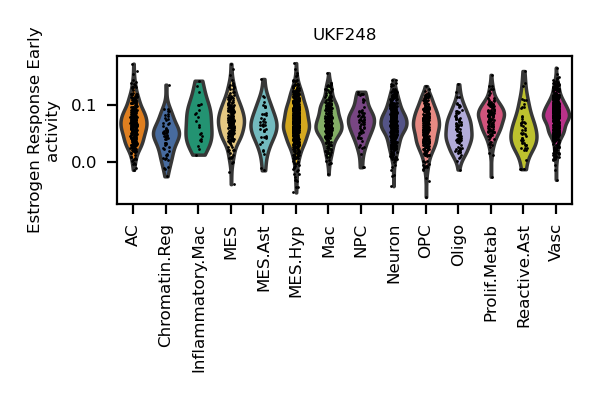 UKF248
Estrogen Response Early
activity
0.1
0.0
AC
Chromatin.Reg
Inflammatory.Mac
MES
MES.Ast
MES.Hyp
Mac
NPC
Neuron
OPC
Oligo
Prolif.Metab
Reactive.Ast
Vasc